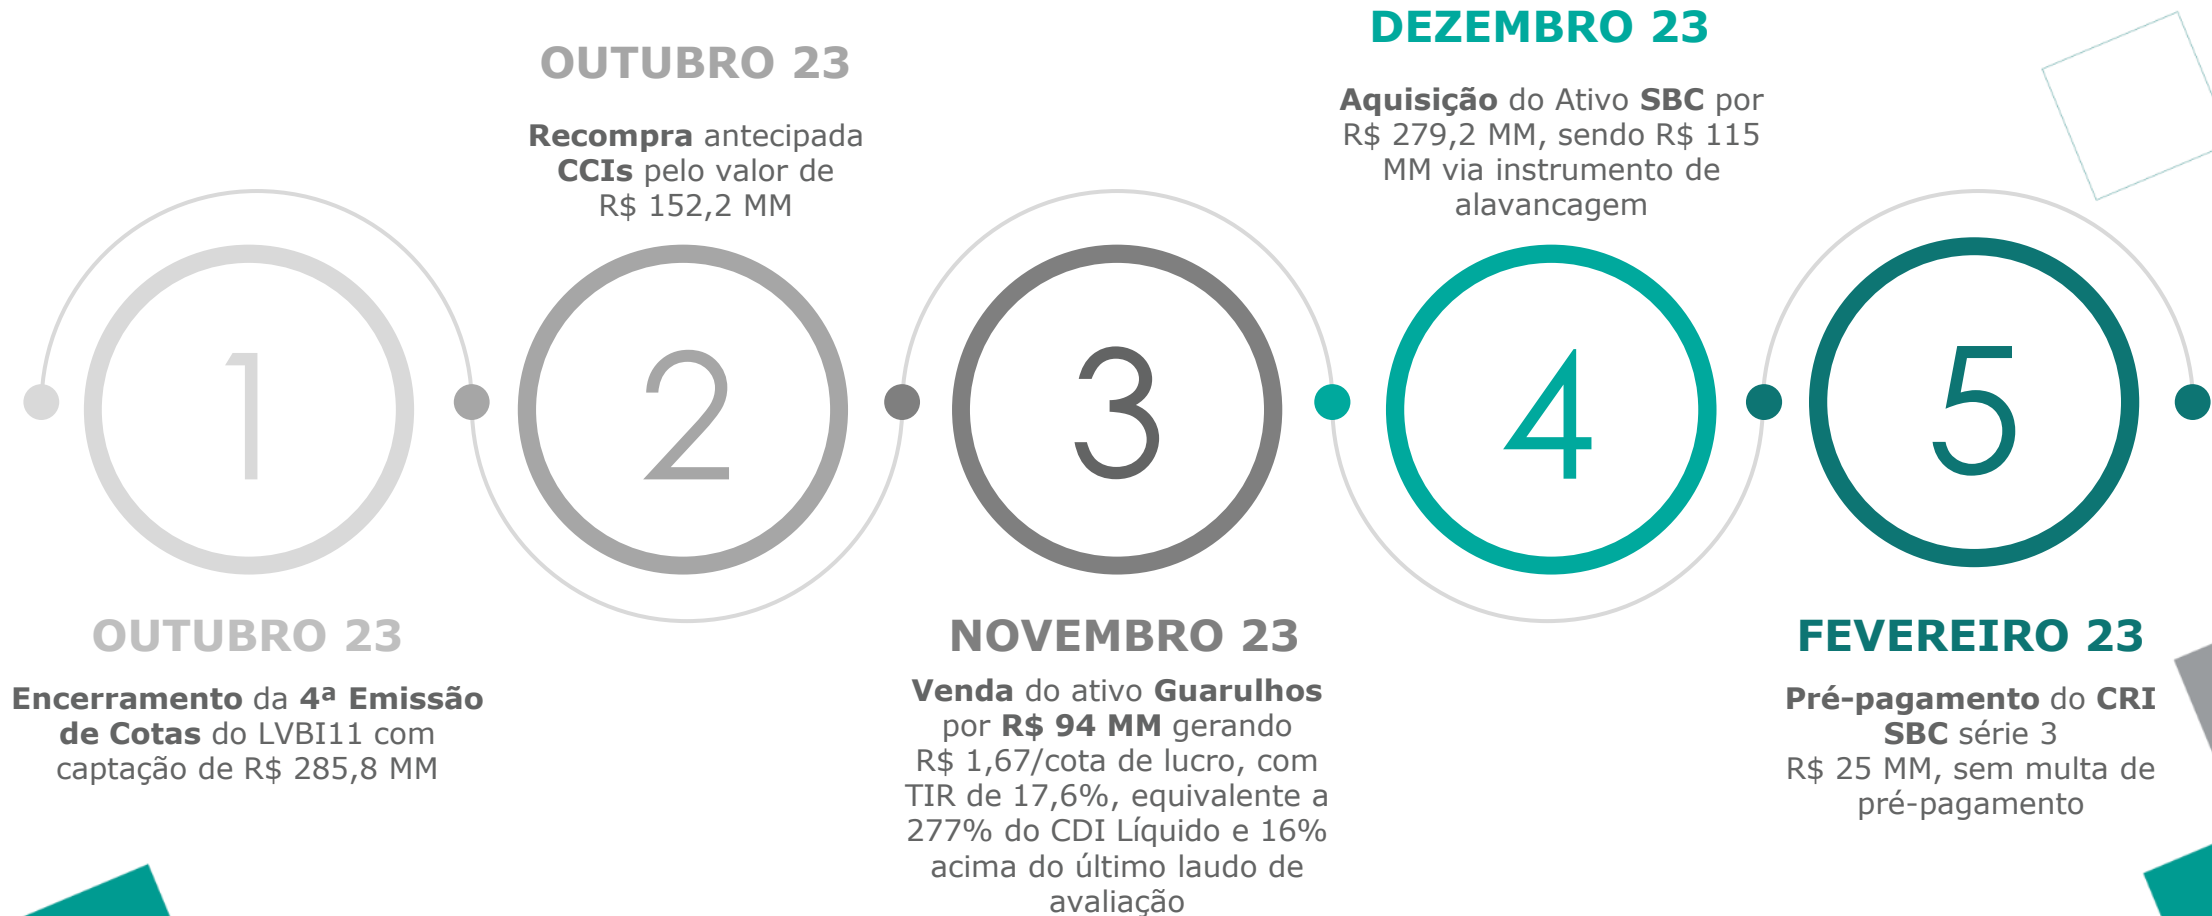 1
OUTUBRO 23
Encerramento da 4ª Emissão
de Cotas do LVBI11 com
captação de R$ 285,8 MM
OUTUBRO 23
Recompra antecipada
CCIs pelo valor de
R$ 152,2 MM
2
3
NOVEMBRO 23
Venda do ativo Guarulhos
por R$ 94 MM gerando
R$ 1,67/cota de lucro, com
TIR de 17,6%, equivalente a
277% do CDI Líquido e 16%
acima do último laudo de
avaliação
DEZEMBRO 23
Aquisição do Ativo SBC por
R$ 279,2 MM, sendo R$ 115
MM via instrumento de
alavancagem
4
5
FEVEREIRO 23
Pré-pagamento do CRI
SBC série 3
R$ 25 MM, sem multa de
pré-pagamento